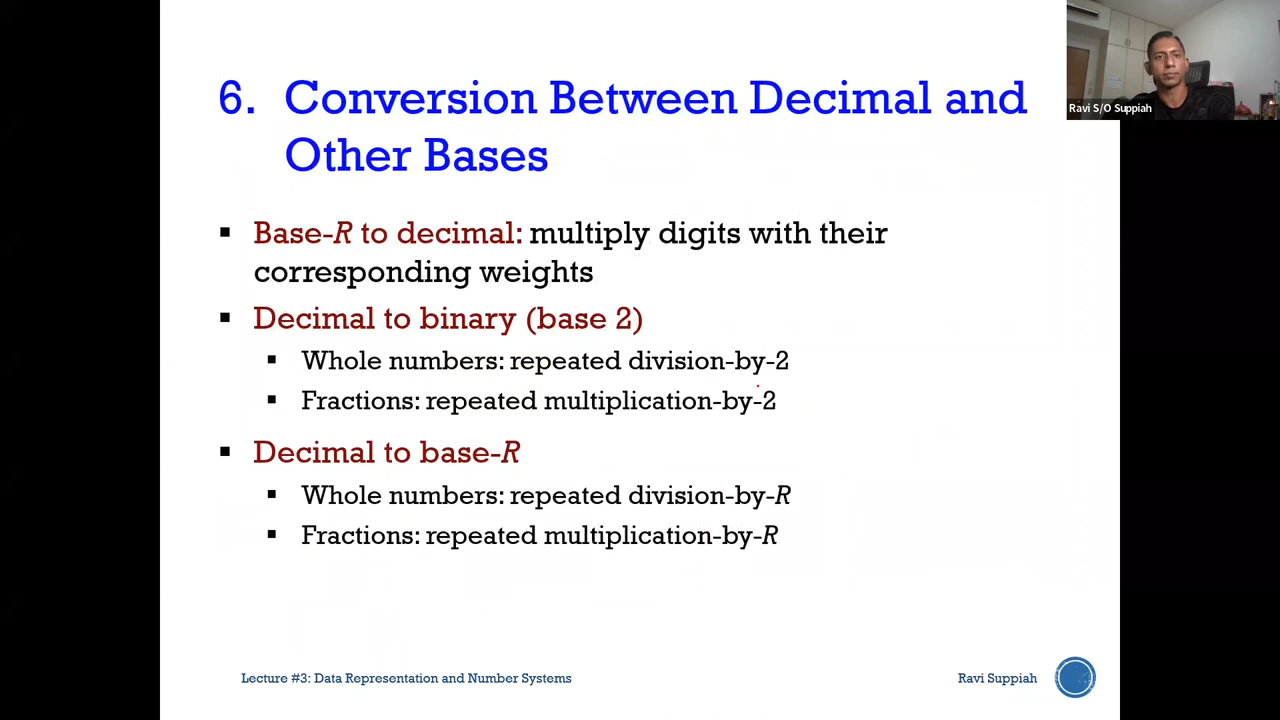 Ravi S/O Suppiah
6. Conversion Between Decimal and
Other Bases
▪ Base-R to decimal: multiply digits with their
corresponding weights
▪ Decimal to binary (base 2)
▪ Whole numbers: repeated division-by-2
▪ Fractions: repeated multiplication-by-2
▪ Decimal to base-R
▪ Whole numbers: repeated division-by-R
▪ Fractions: repeated multiplication-by-R
Lecture #3: Data Representation and Number Systems
Ravi Suppiah